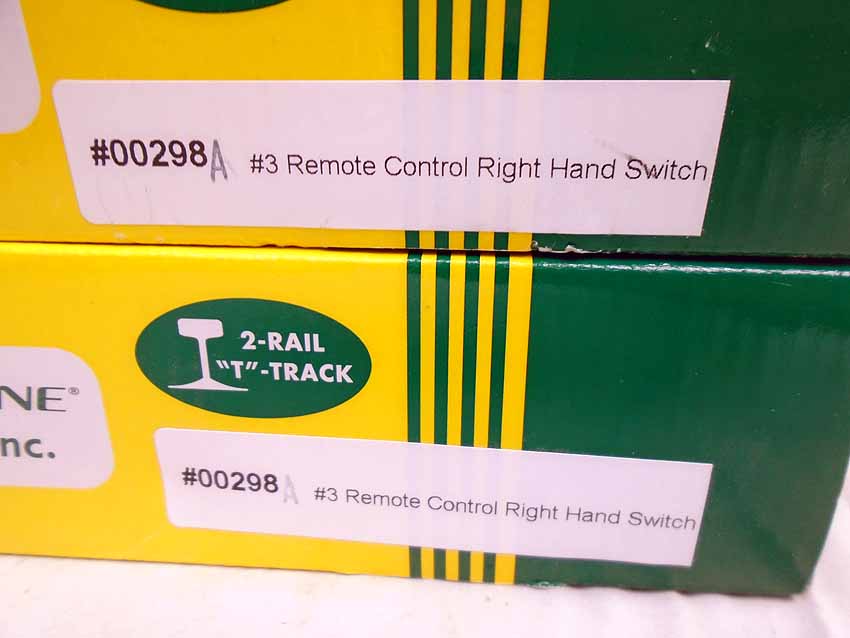 #00298A #3 Remote Control Right Hand Switch
2-RAIL
"T"-TRACK
NE®
nc.
#00298A #3 Remote Control Right Hand Switch